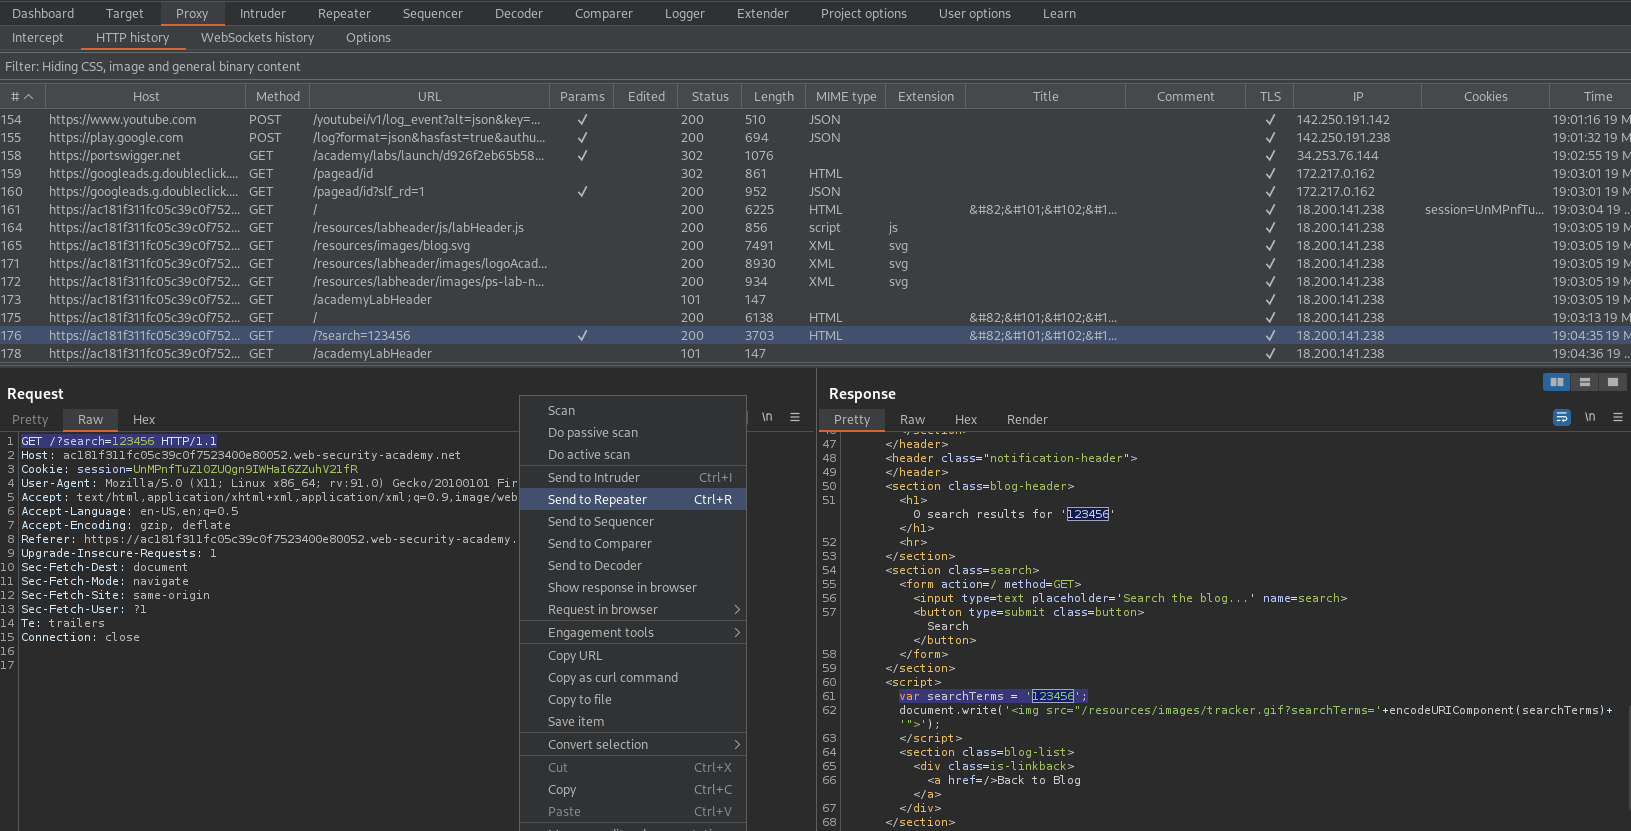 Dashboard Target Proxy Intruder Repeater Sequencer Decoder Comparer Logger Extender Project options User options Learn
Intercept HTTP history WebSockets history Options
Filter: Hiding CSS, image and general binary content
# Host Method URL Params Edited Status Length MIME type Extension Title Comment TLS IP Cookies Time
154 https://www.youtube.com POST /youtubei/v1/log_event?alt=json&key=... ✓ 200 510 JSON ✓ 142.250.191.142 19:01:16 19 M
155 https://play.google.com POST /log?format=json&hasfast=true&authu... ✓ 200 694 JSON ✓ 142.250.191.238 19:01:32 19 M
158 https://portswigger.net GET /academy/labs/launch/d926f2eb65b58... ✓ 302 1076 ✓ 34.253.76.144 19:02:55 19 M
159 https://googleads.g.doubleclick.... GET /pagead/id 302 861 HTML ✓ 172.217.0.162 19:03:01 19 M
160 https://googleads.g.doubleclick.... GET /pagead/id?slf_rd=1 ✓ 200 952 JSON ✓ 172.217.0.162 19:03:01 19 M
161 https://ac181f311fc05c39c0f752... GET / 200 6225 HTML &#82;&#101;&#102;&#1... ✓ 18.200.141.238 session=UnMPnfTu... 19:03:04 19 ...
164 https://ac181f311fc05c39c0f752... GET /resources/labheader/js/labHeader.js 200 856 script js ✓ 18.200.141.238 19:03:05 19 M
165 https://ac181f311fc05c39c0f752... GET /resources/images/blog.svg 200 7491 XML svg ✓ 18.200.141.238 19:03:05 19 M
171 https://ac181f311fc05c39c0f752... GET /resources/labheader/images/logoAcad... 200 8930 XML svg ✓ 18.200.141.238 19:03:05 19 M
172 https://ac181f311fc05c39c0f752... GET /resources/labheader/images/ps-lab-n... 200 934 XML svg ✓ 18.200.141.238 19:03:05 19 M
173 https://ac181f311fc05c39c0f752... GET /academyLabHeader 101 147 ✓ 18.200.141.238 19:03:05 19 M
175 https://ac181f311fc05c39c0f752... GET / 200 6138 HTML &#82;&#101;&#102;&#1... ✓ 18.200.141.238 19:03:13 19 M
176 https://ac181f311fc05c39c0f752... GET /?search=123456 ✓ 200 3703 HTML &#82;&#101;&#102;&#1... ✓ 18.200.141.238 19:04:35 19 M
178 https://ac181f311fc05c39c0f752... GET /academyLabHeader 101 147 ✓ 18.200.141.238 19:04:36 19 ...
Request
Pretty Raw Hex \n ≡
1 GET /?search=123456 HTTP/1.1
2 Host: ac181f311fc05c39c0f7523400e80052.web-security-academy.net
3 Cookie: session=UnMPnfTuZ10ZUQgn9IWHaI6ZZuhV21fR
4 User-Agent: Mozilla/5.0 (X11; Linux x86_64; rv:91.0) Gecko/20100101 Fir
5 Accept: text/html,application/xhtml+xml,application/xml;q=0.9,image/web
6 Accept-Language: en-US,en;q=0.5
7 Accept-Encoding: gzip, deflate
8 Referer: https://ac181f311fc05c39c0f7523400e80052.web-security-academy.
9 Upgrade-Insecure-Requests: 1
10 Sec-Fetch-Dest: document
11 Sec-Fetch-Mode: navigate
12 Sec-Fetch-Site: same-origin
13 Sec-Fetch-User: ?1
14 Te: trailers
15 Connection: close
16
17
Scan
Do passive scan
Do active scan
Send to Intruder Ctrl+I
Send to Repeater Ctrl+R
Send to Sequencer
Send to Comparer
Send to Decoder
Show response in browser
Request in browser >
Engagement tools >
Copy URL
Copy as curl command
Copy to file
Save item
Convert selection >
Cut Ctrl+X
Copy Ctrl+C
Paste Ctrl+V
Response
Pretty Raw Hex Render \n ≡
46 </section>
47 </header>
48 <header class="notification-header">
49 </header>
50 <section class=blog-header>
51 <h1>
0 search results for '123456'
</h1>
52 <hr>
53 </section>
54 <section class=search>
55 <form action=/ method=GET>
56 <input type=text placeholder='Search the blog...' name=search>
57 <button type=submit class=button>
Search
</button>
58 </form>
59 </section>
60 <script>
61 var searchTerms = '123456';
62 document.write('<img src="/resources/images/tracker.gif?searchTerms='+encodeURIComponent(searchTerms)+
'">');
63 </script>
64 <section class=blog-list>
65 <div class=is-linkback>
66 <a href=/>Back to Blog
</a>
67 </div>
68 </section>